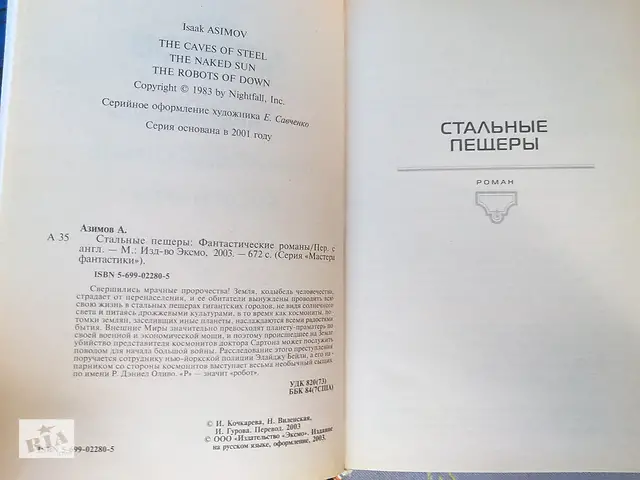 Isaak ASIMOV
THE CAVES OF STEEL
THE NAKED SUN
THE ROBOTS OF DOWN
Copyright © 1983 by Nightfall, Inc.
Серийное оформление художника Е. Савченко
Серия основана в 2001 году
Азимов А.
А 35 Стальные пещеры: Фантастические романы/Пер. с
англ. — М.: Изд-во Эксмо, 2003. — 672 с. (Серия «Мастера
фантастики»).
ISBN 5-699-02280-5
Свершились мрачные пророчества! Земля, колыбель человечества,
страдает от перенаселения, и ее обитатели вынуждены проводить всю
свою жизнь в стальных пещерах гигантских городов, не видя солнечного
света и питаясь дрожжевыми культурами, в то время как космониты, по-
томки землян, заселивших иные планеты, наслаждаются всеми радостями
бытия. Внешние Миры значительно превосходят планету-праматерь по
своей военной и экономической мощи, и поэтому происшедшее на Земле
убийство представителя космонитов доктора Сартона может послужить
поводом для начала большой войны. Расследование этого преступления
поручается сотруднику нью-йоркской полиции Элайджу Бейли, а его на-
парником со стороны космонитов выступает весьма необычный сыщик
по имени Р. Дэниел Оливо. «Р» — значит «робот».
УДК 820(73)
ББК 84(7США)
© И. Кочкарева, Н. Виленская,
И. Гурова. Перевод, 2003
© ООО «Издательство «Эксмо». Издание
на русском языке, оформление, 2003.
5-699-02280-5
RIA
СТАЛЬНЫЕ
ПЕЩЕРЫ
РОМАН